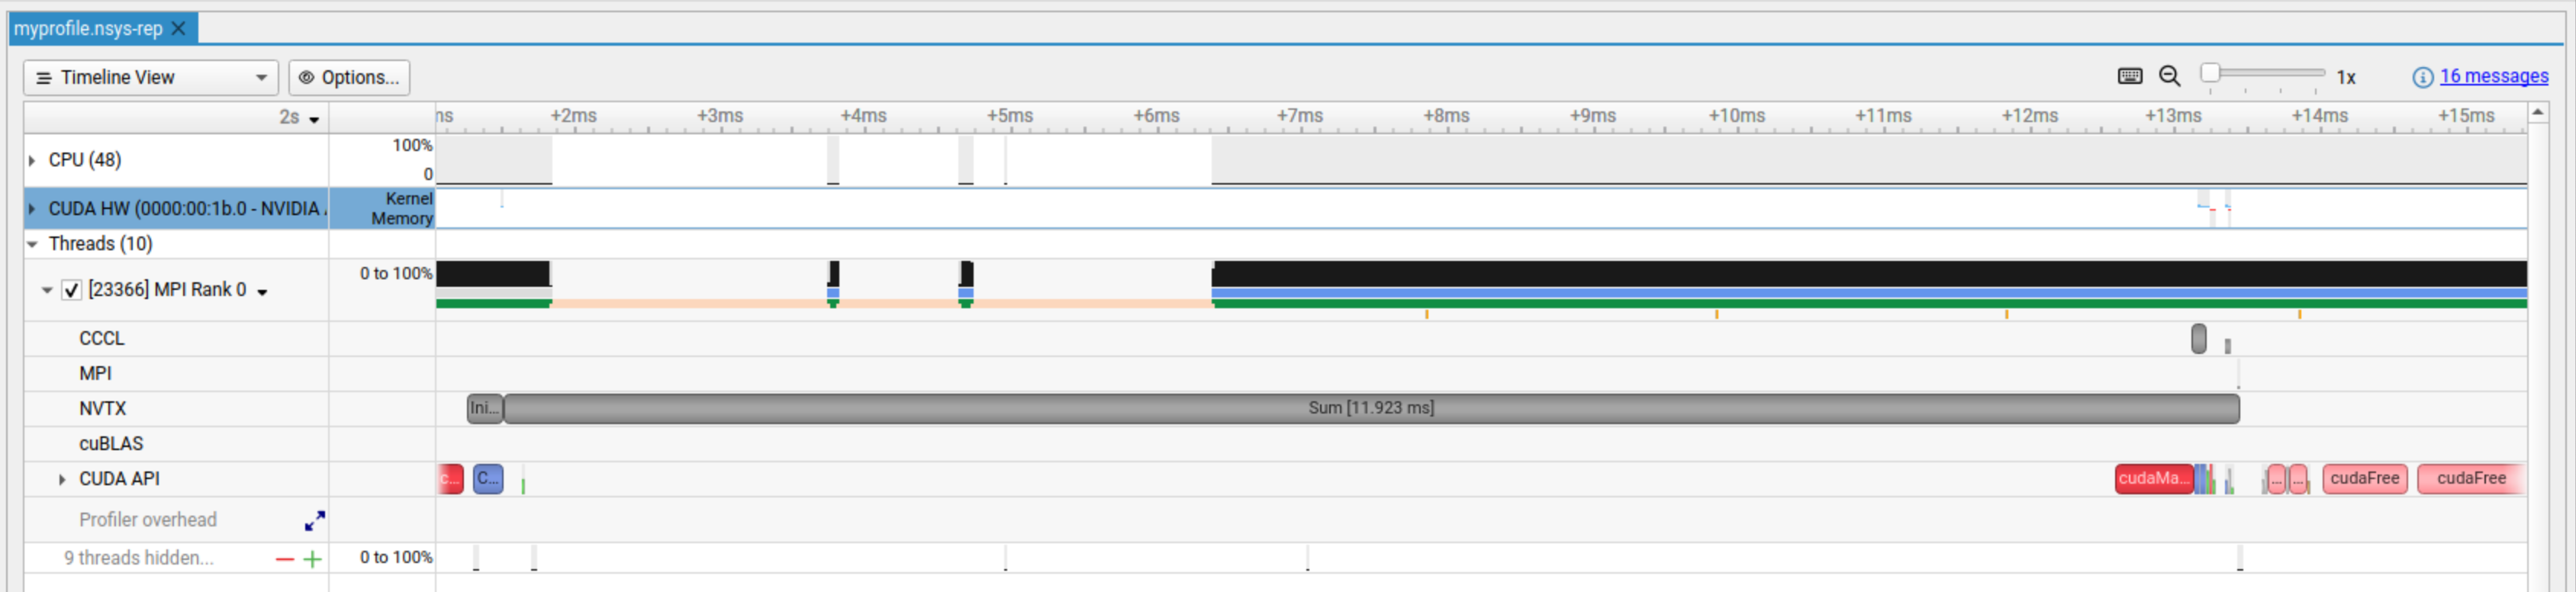 myprofile.nsys-rep
Timeline View Options... 1x 16 messages
2s ns +2ms +3ms +4ms +5ms +6ms +7ms +8ms +9ms +10ms +11ms +12ms +13ms +14ms +15ms
CPU (48) 100%
0
CUDA HW (0000:00:1b.0 - NVIDIA Kernel
Memory
Threads (10)
[23366] MPI Rank 0 0 to 100%
CCCL
MPI
NVTX Ini... Sum [11.923 ms]
cuBLAS
CUDA API c... C... cudaMa... ... ... cudaFree cudaFree
Profiler overhead
9 threads hidden... 0 to 100%